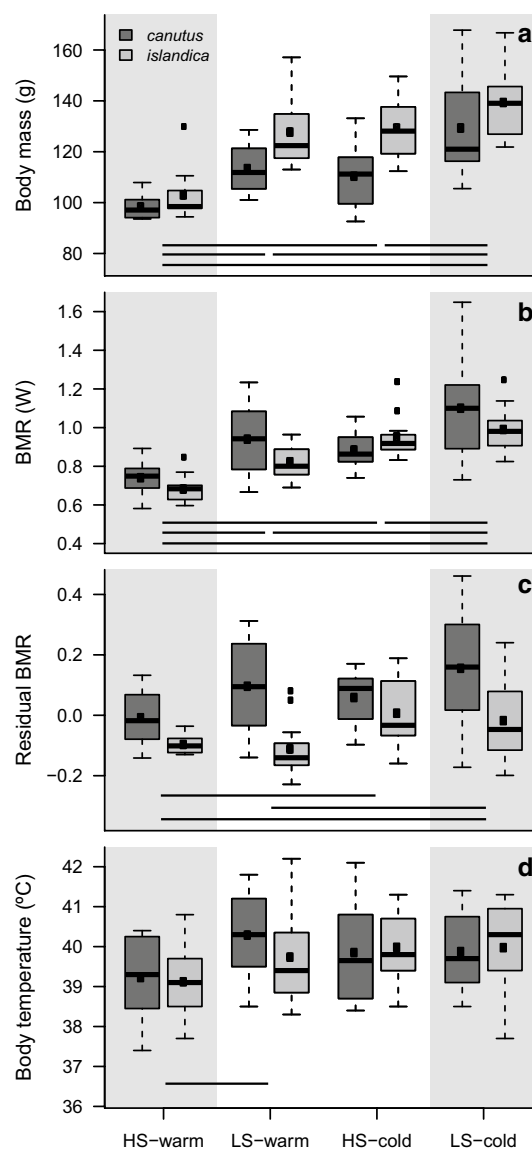 a
canutus
islandica
Body mass (g)
160
140
120
100
80
b
BMR (W)
1.6
1.4
1.2
1.0
0.8
0.6
0.4
c
Residual BMR
0.4
0.2
0.0
−0.2
d
Body temperature (ºC)
42
41
40
39
38
37
36
HS−warm LS−warm HS−cold LS−cold